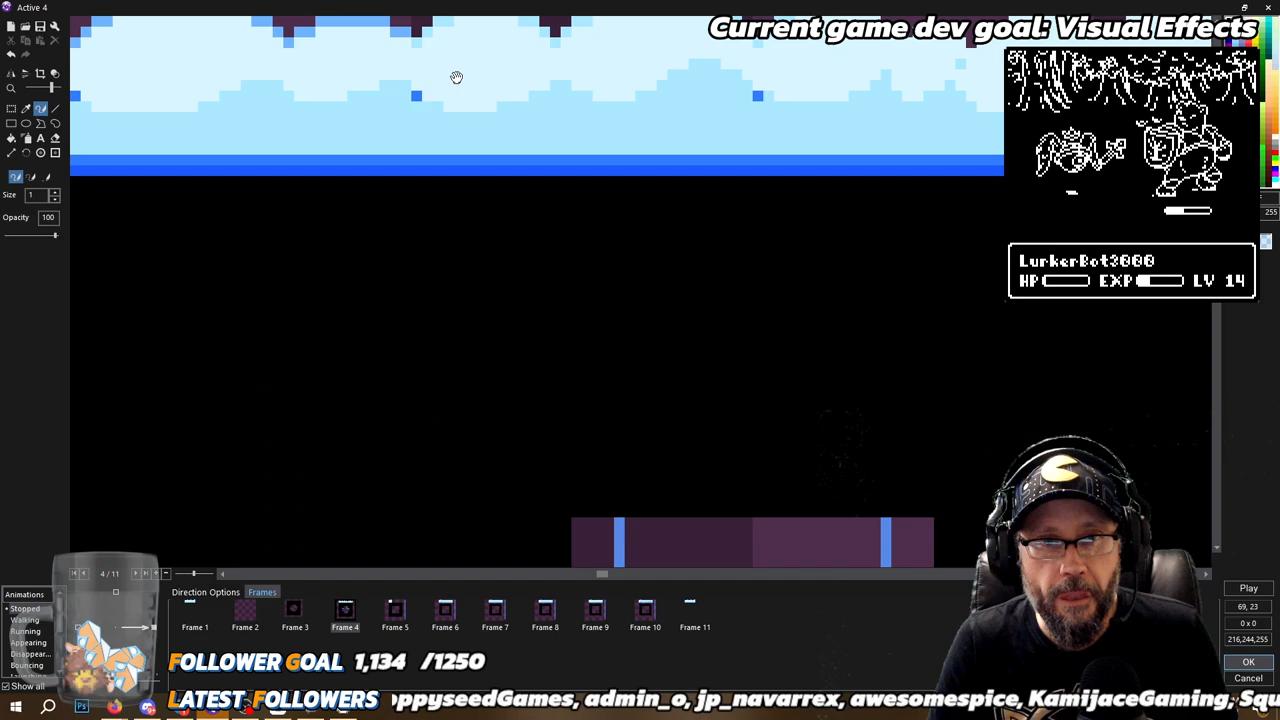 Active 4
Current game dev goal: Visual Effects
LurkerBot3000
HP EXP LV 14
Size 1
Opacity 100
255
4 / 11
Direction Options Frames
Animations
Stopped
Walking
Running
Appearing
Disappear...
Bouncing
Show all
Frame 1 Frame 2 Frame 3 Frame 4 Frame 5 Frame 6 Frame 7 Frame 8 Frame 9 Frame 10 Frame 11
Play
69, 23
0 x 0
216,244,255
OK
Cancel
Follower Goal 1,134 /1250
Latest Followers ppyseedGames, admin_o, jp_navarrex, awesomespice, KamijaceGaming, Squ